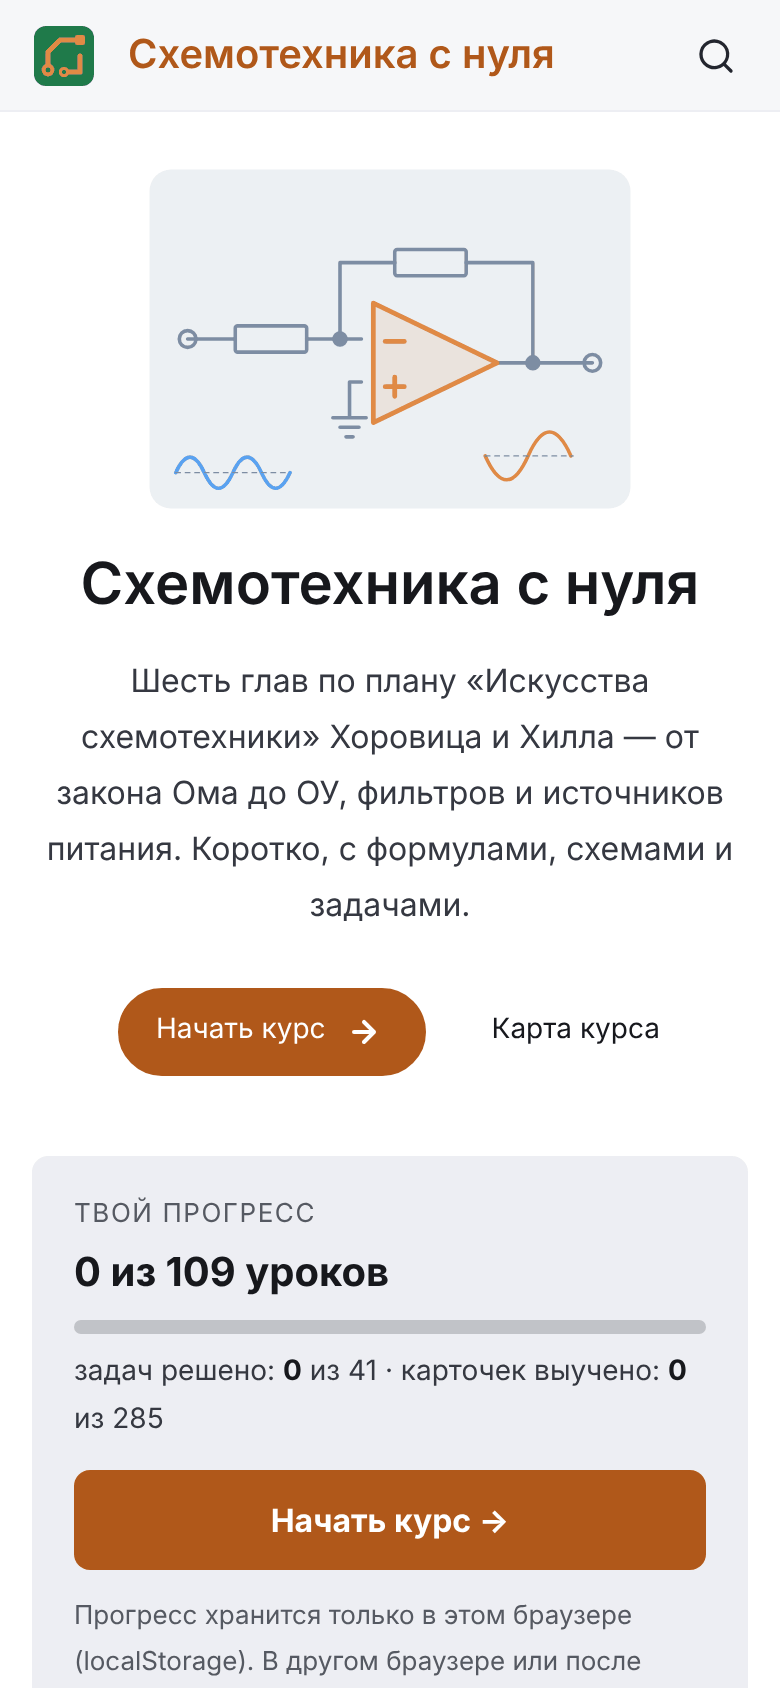 Схемотехника с нуля
Схемотехника с нуля
Шесть глав по плану «Искусства
схемотехники» Хоровица и Хилла — от
закона Ома до ОУ, фильтров и источников
питания. Коротко, с формулами, схемами и
задачами.
Начать курс →
Карта курса
ТВОЙ ПРОГРЕСС
0 из 109 уроков
задач решено: 0 из 41 · карточек выучено: 0
из 285
Начать курс →
Прогресс хранится только в этом браузере
(localStorage). В другом браузере или после